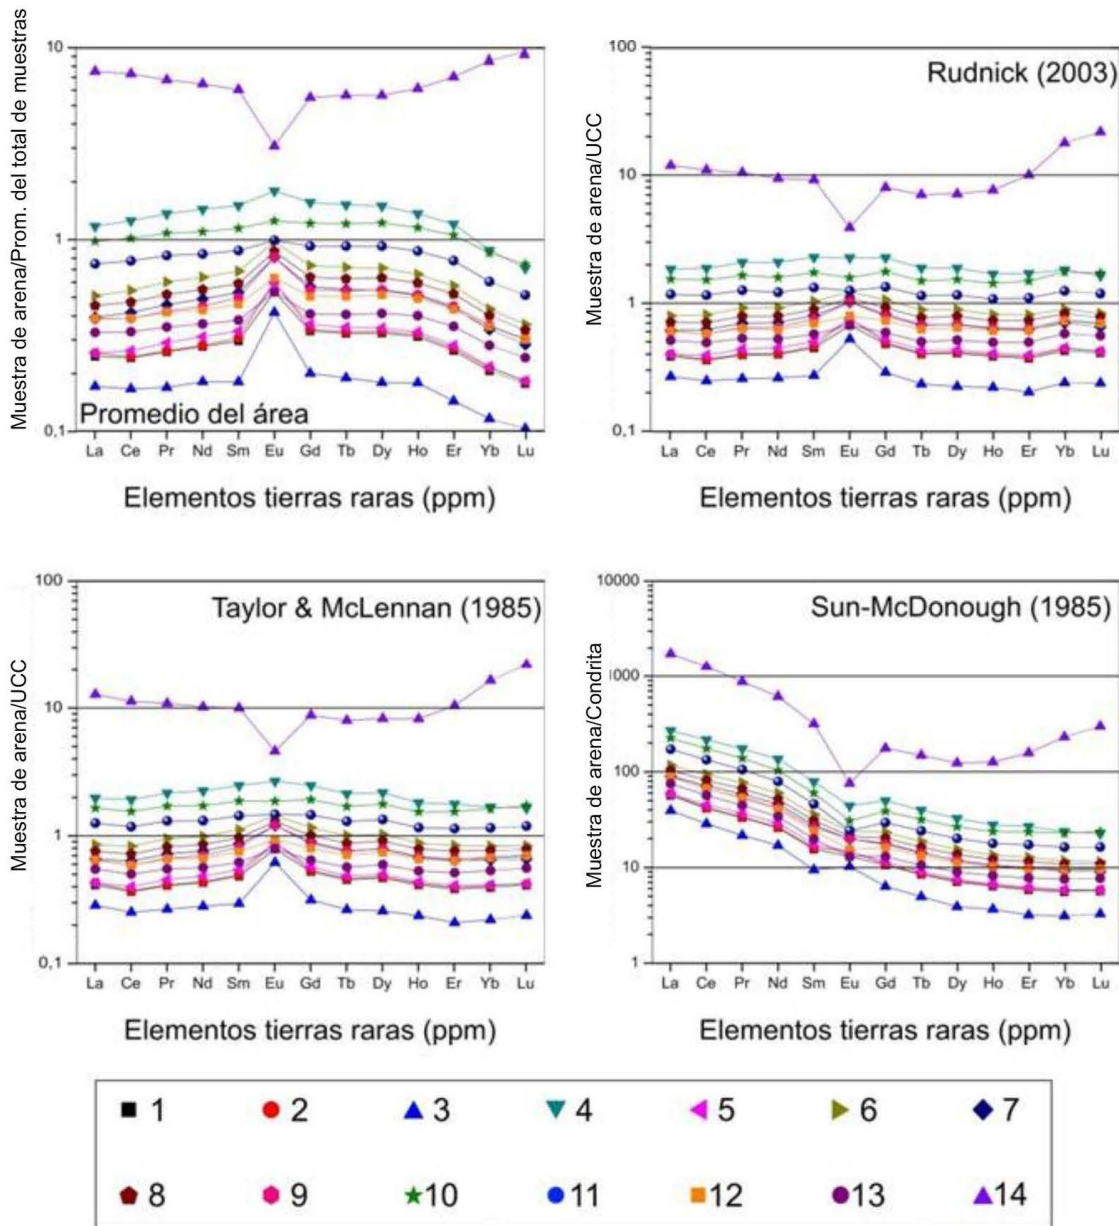 Muestra de arena/Prom. del total de muestras
10
1
0.1
Promedio del área
La Ce Pr Nd Sm Eu Gd Tb Dy Ho Er Yb Lu
Elementos tierras raras (ppm)
Muestra de arena/UCC
100
10
1
0.1
Rudnick (2003)
La Ce Pr Nd Sm Eu Gd Tb Dy Ho Er Yb Lu
Elementos tierras raras (ppm)
Muestra de arena/UCC
100
10
1
0.1
Taylor & McLennan (1985)
La Ce Pr Nd Sm Eu Gd Tb Dy Ho Er Yb Lu
Elementos tierras raras (ppm)
Muestra de arena/Condrita
10000
1000
100
10
1
Sun-McDonough (1985)
La Ce Pr Nd Sm Eu Gd Tb Dy Ho Er Yb Lu
Elementos tierras raras (ppm)
1 2 3 4 5 6 7
8 9 10 11 12 13 14